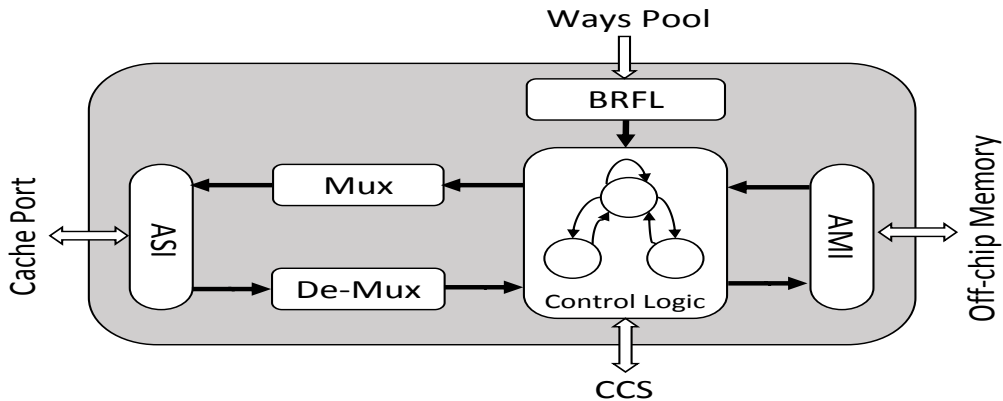 Ways Pool
BRFL
Mux
Cache Port
ASI
AMI
Off-chip Memory
De-Mux
Control Logic
CCS